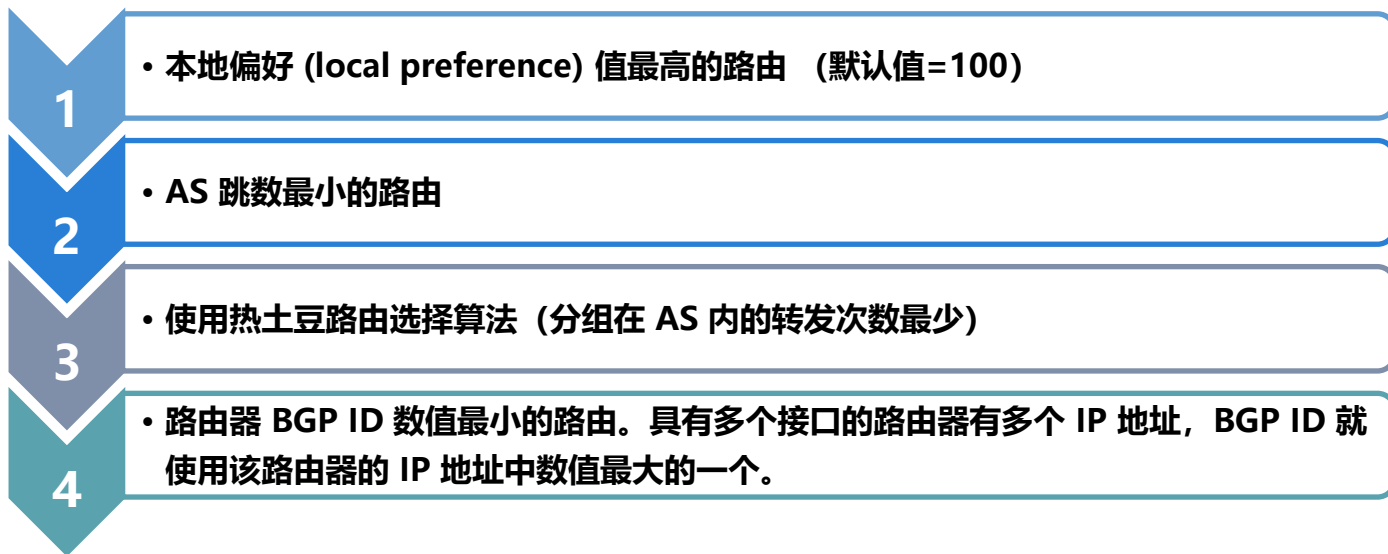 1
• 本地偏好 (local preference) 值最高的路由 （默认值=100）
2
• AS 跳数最小的路由
3
• 使用热土豆路由选择算法（分组在 AS 内的转发次数最少）
4
• 路由器 BGP ID 数值最小的路由。具有多个接口的路由器有多个 IP 地址，BGP ID 就
使用该路由器的 IP 地址中数值最大的一个。